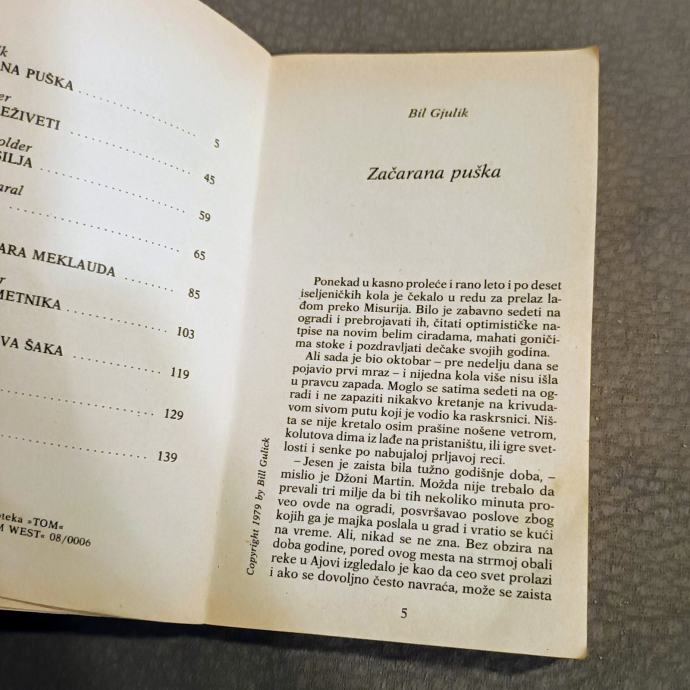 k
NA PUŠKA
5
er
EŽIVETI
45
older
SILJA
59
aral
65
ARA MEKLAUDA
85
r
METNIKA
103
VA ŠAKA
119
129
139
oteka »TOM«
M WEST« 08/0006
Bil Gjulik
Začarana puška
Ponekad u kasno proleće i rano leto i po deset
iseljeničkih kola je čekalo u redu za prelaz la-
đom preko Misurija. Bilo je zabavno sedeti na
ogradi i prebrojavati ih, čitati optimističke na-
tpise na novim belim ciradama, mahati goniči-
ma stoke i pozdravljati dečake svojih godina.
Ali sada je bio oktobar – pre nedelju dana se
pojavio prvi mraz – i nijedna kola više nisu išla
u pravcu zapada. Moglo se satima sedeti na og-
radi i ne zapaziti nikakvo kretanje na krivuda-
vom sivom putu koji je vodio ka raskrsnici. Niš-
ta se nije kretalo osim prašine nošene vetrom,
kolutova dima iz lađe na pristaništu, ili igre svet-
losti i senke po nabujaloj prljavoj reci.
–Jesen je zaista bila tužno godišnje doba, –
mislio je Džoni Martin. Možda nije trebalo da
prevali tri milje da bi tih nekoliko minuta pro-
veo ovde na ogradi, posvršavao poslove zbog
kojih ga je majka poslala u grad i vratio se kući
na vreme. Ali, nikad se ne zna. Bez obzira na
doba godine, pored ovog mesta na strmoj obali
reke u Ajovi izgledalo je kao da ceo svet prolazi
i ako se dovoljno često navraća, može se zaista
Copyright 1979 by Bill Gulick
5